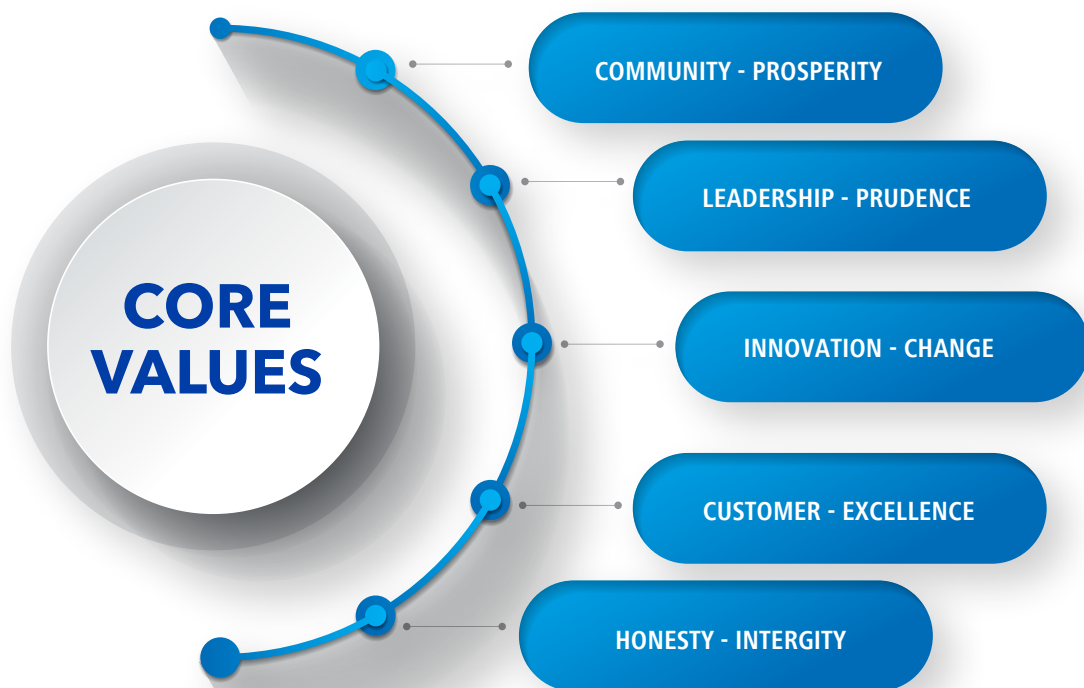 CORE
VALUES
COMMUNITY - PROSPERITY
LEADERSHIP - PRUDENCE
INNOVATION - CHANGE
CUSTOMER - EXCELLENCE
HONESTY - INTERGITY